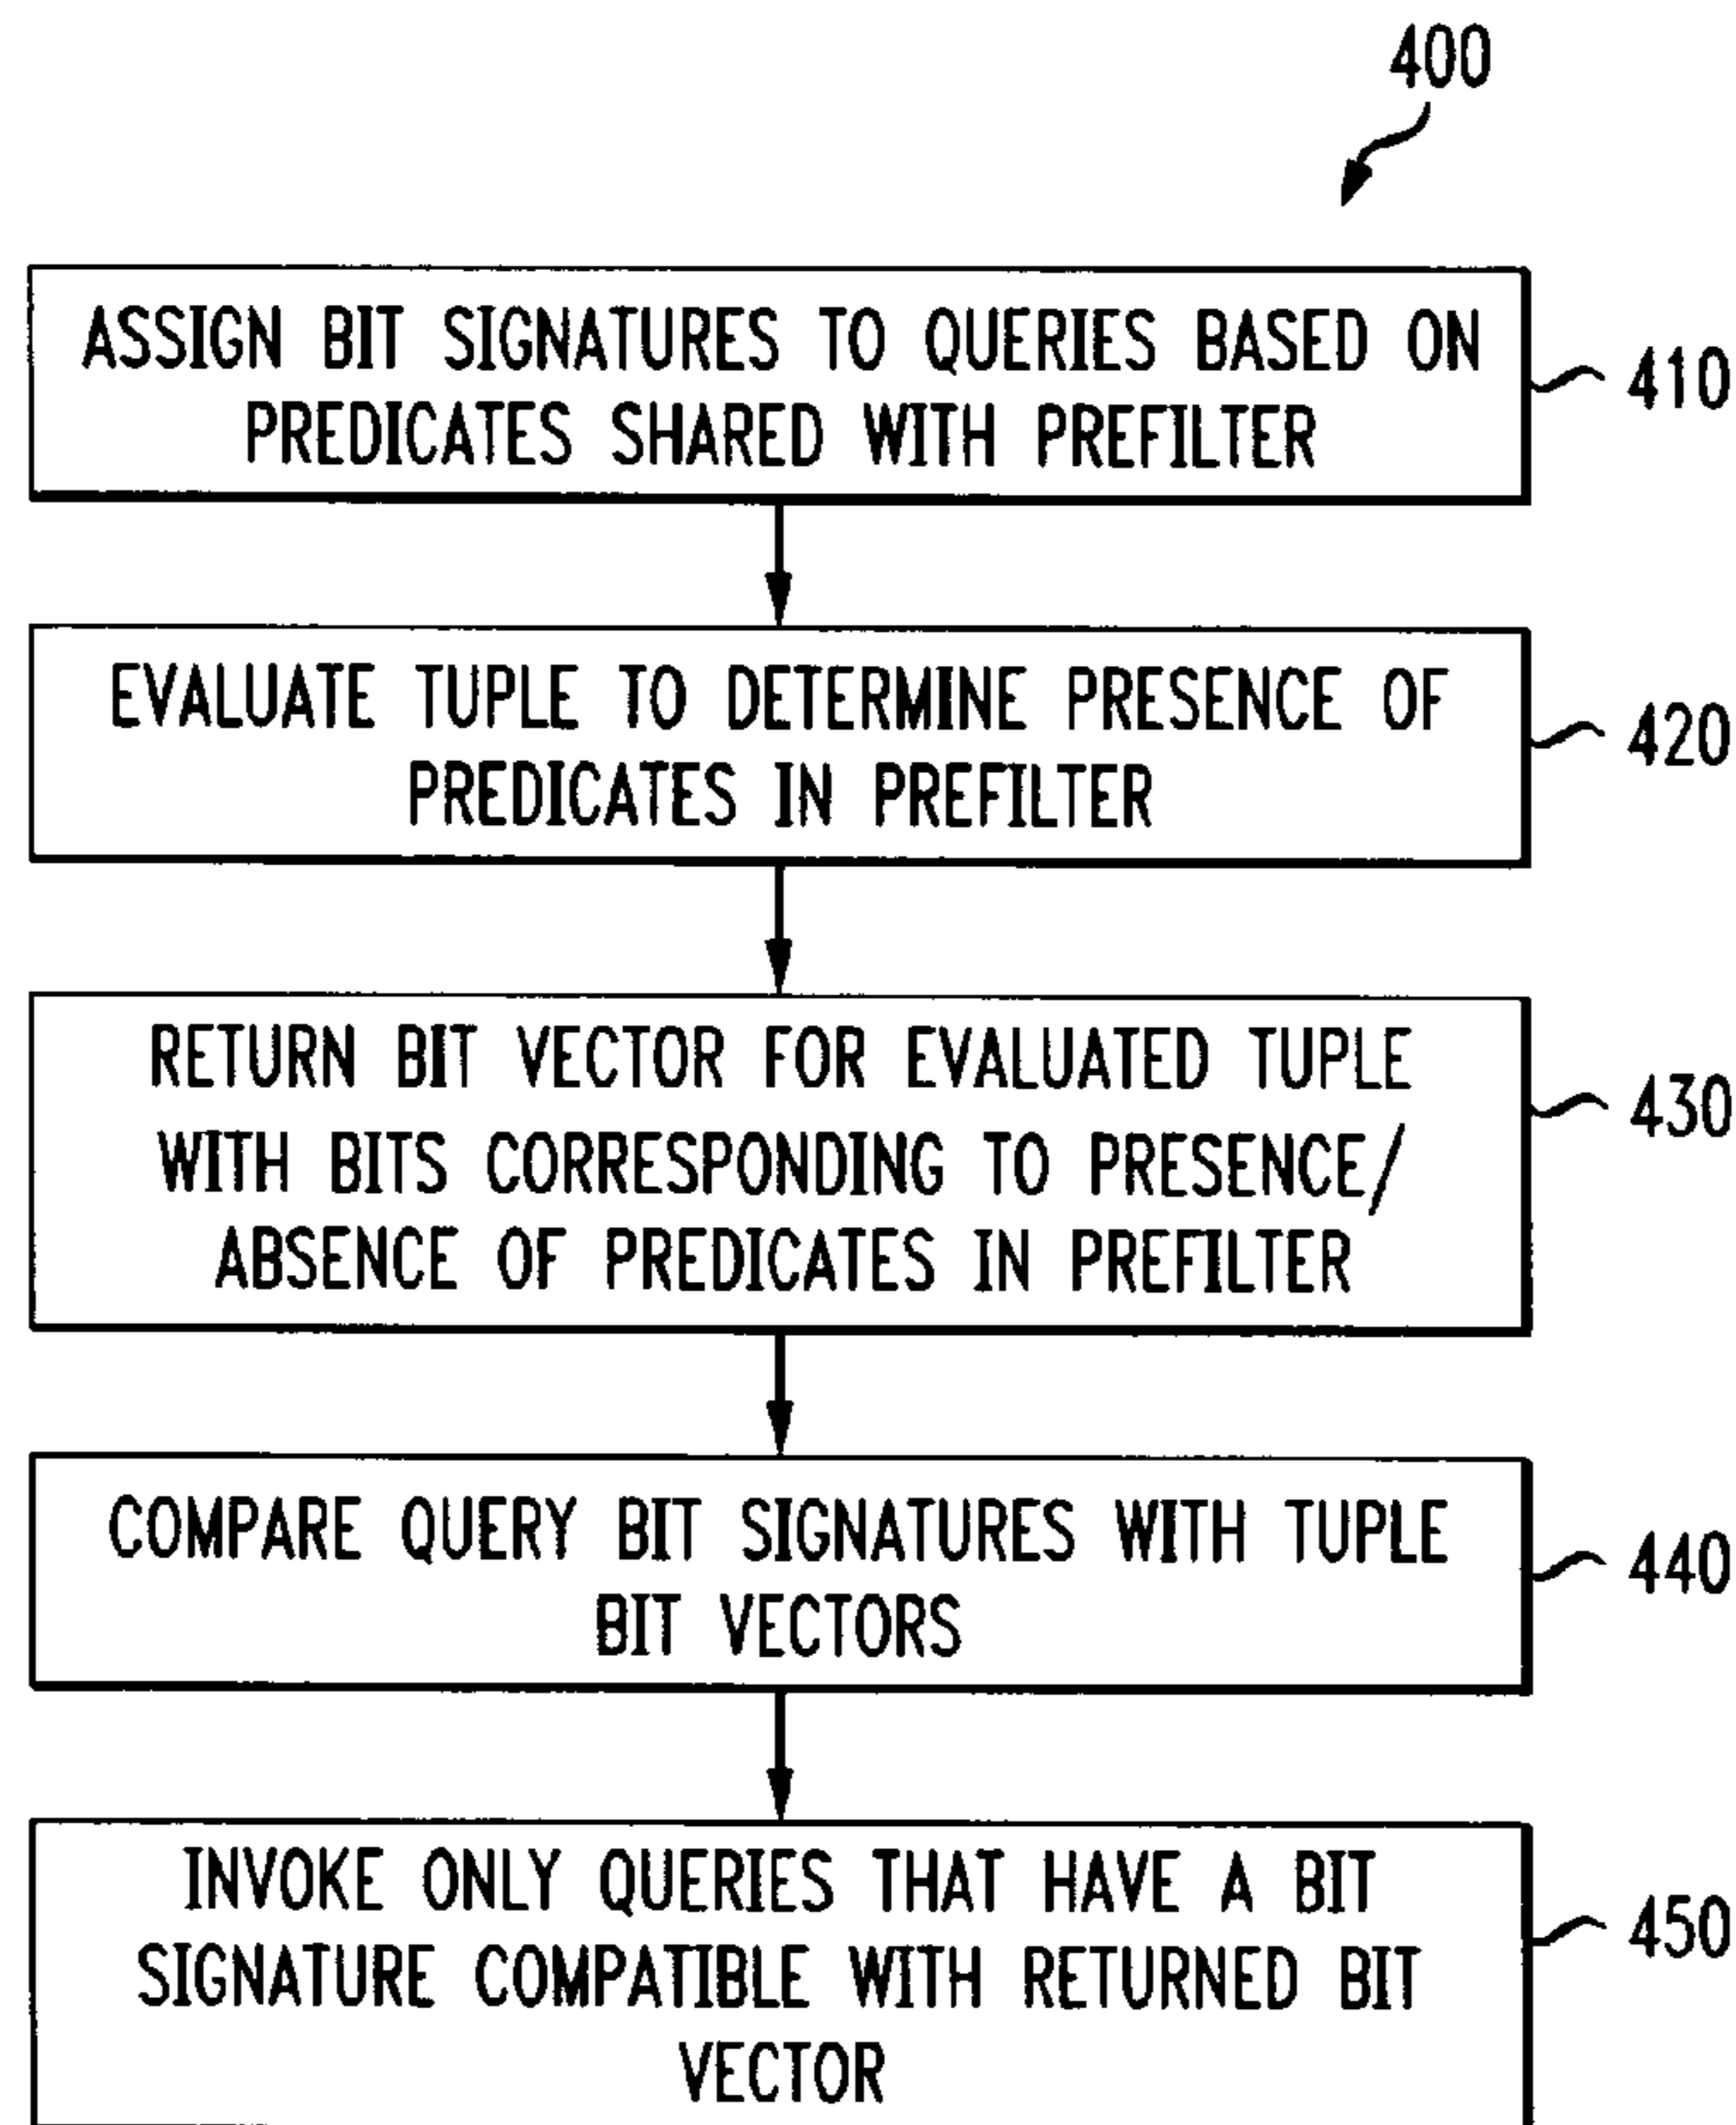 400
ASSIGN BIT SIGNATURES TO QUERIES BASED ON
PREDICATES SHARED WITH PREFILTER
410
EVALUATE TUPLE TO DETERMINE PRESENCE OF
PREDICATES IN PREFILTER
420
RETURN BIT VECTOR FOR EVALUATED TUPLE
WITH BITS CORRESPONDING TO PRESENCE/
ABSENCE OF PREDICATES IN PREFILTER
430
COMPARE QUERY BIT SIGNATURES WITH TUPLE
BIT VECTORS
440
INVOKE ONLY QUERIES THAT HAVE A BIT
SIGNATURE COMPATIBLE WITH RETURNED BIT
VECTOR
450